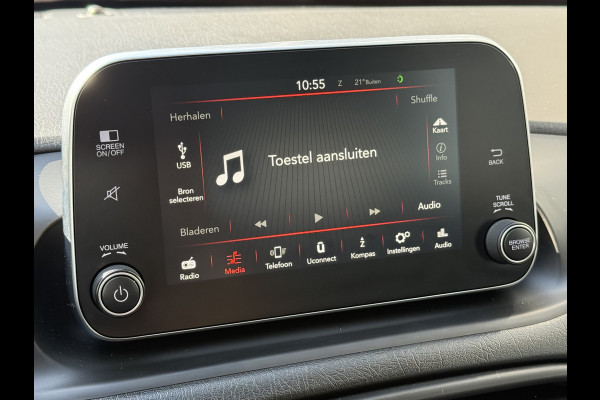 10:55 Z 21° Buiten
Herhalen Shuffle
SCREEN
ON/OFF
USB
Toestel aansluiten
Kaart
Info
BACK
Bron
selecteren
Tracks
Bladeren
Audio
VOLUME
TUNE
SCROLL
BROWSE
ENTER
Radio Media Telefoon Uconnect Kompas Instellingen Audio